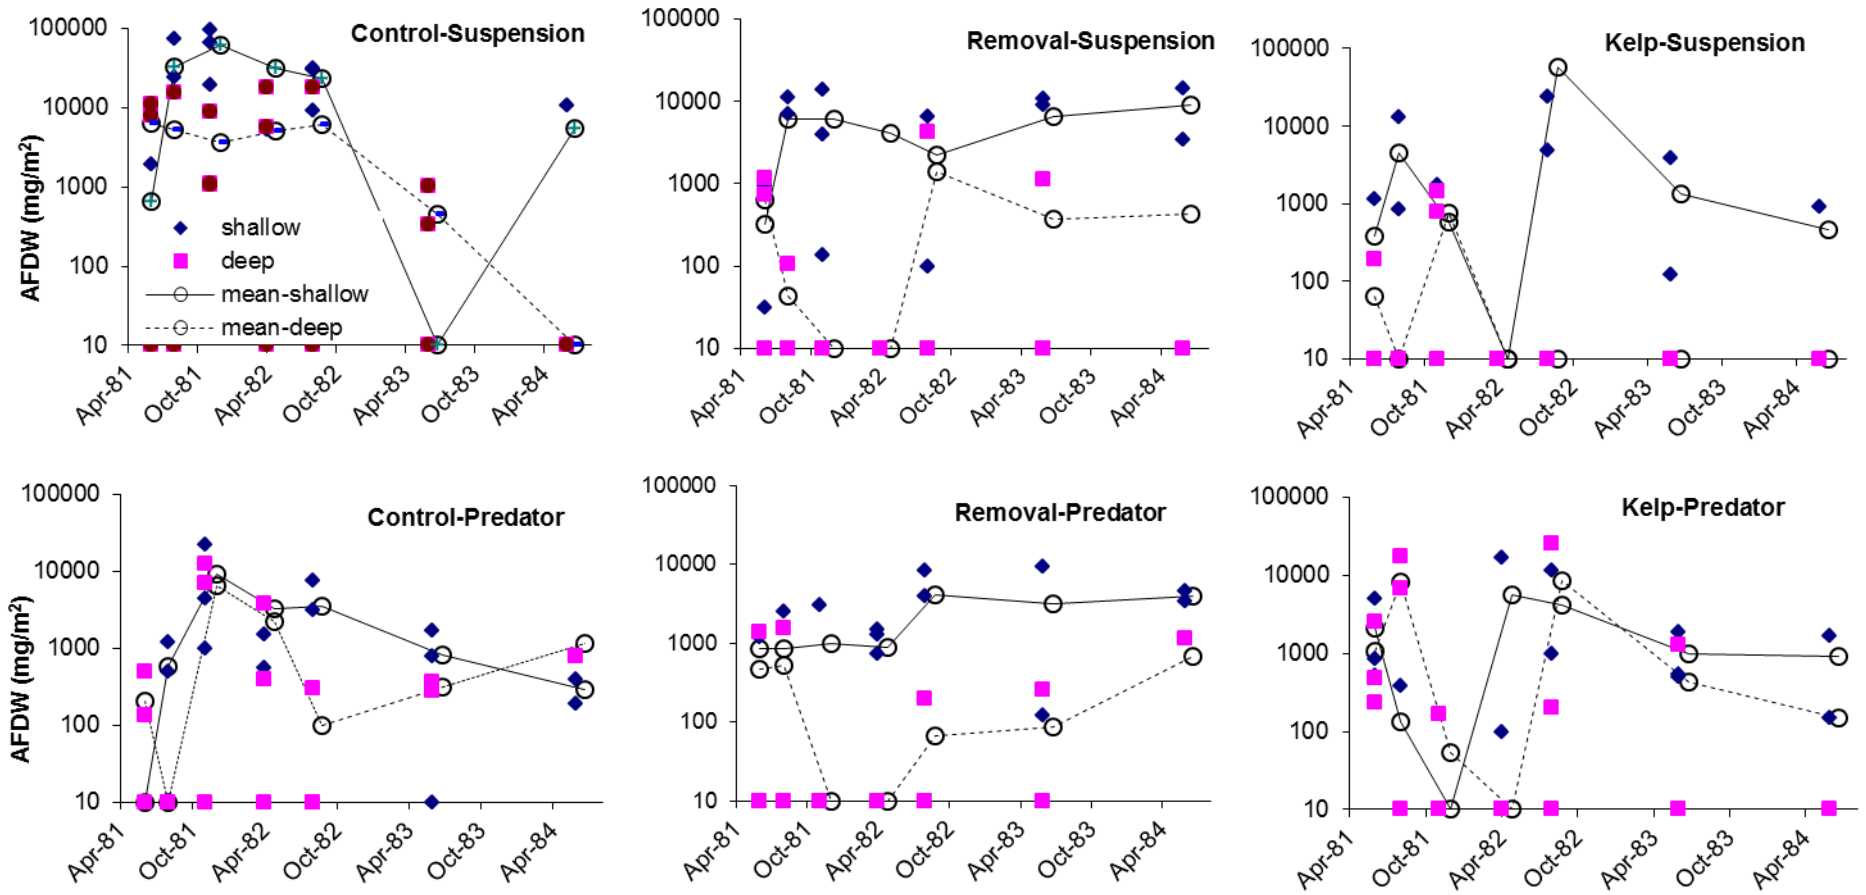 Control-Suspension
AFDW (mg/m2)
100000
10000
1000
100
10
shallow
deep
mean-shallow
mean-deep
Apr-81
Oct-81
Apr-82
Oct-82
Apr-83
Oct-83
Apr-84
Removal-Suspension
100000
10000
1000
100
10
Apr-81
Oct-81
Apr-82
Oct-82
Apr-83
Oct-83
Apr-84
Kelp-Suspension
100000
10000
1000
100
10
Apr-81
Oct-81
Apr-82
Oct-82
Apr-83
Oct-83
Apr-84
Control-Predator
AFDW (mg/m2)
100000
10000
1000
100
10
Apr-81
Oct-81
Apr-82
Oct-82
Apr-83
Oct-83
Apr-84
Removal-Predator
100000
10000
1000
100
10
Apr-81
Oct-81
Apr-82
Oct-82
Apr-83
Oct-83
Apr-84
Kelp-Predator
100000
10000
1000
100
10
Apr-81
Oct-81
Apr-82
Oct-82
Apr-83
Oct-83
Apr-84